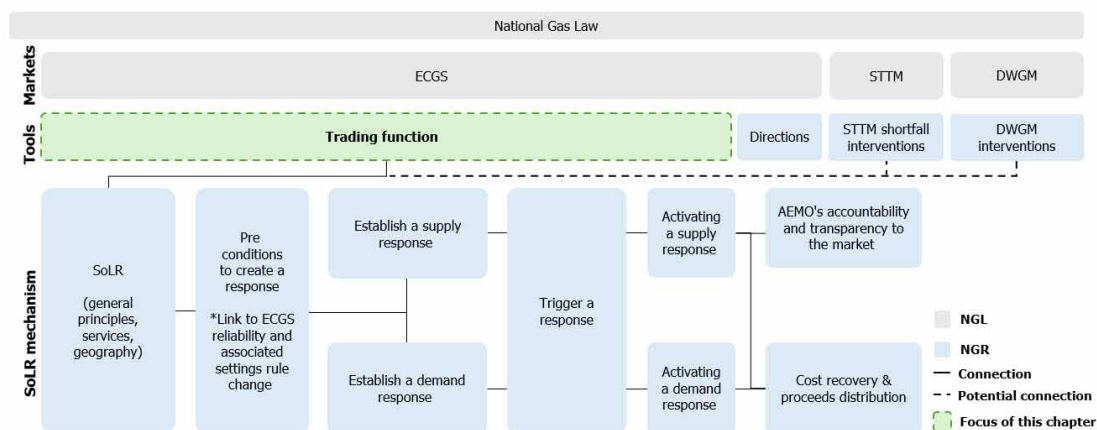 National Gas Law
Markets
ECGS
STTM
DWGM
Tools
Trading function
Directions
STTM shortfall
interventions
DWGM
interventions
SoLR mechanism
SoLR
(general
principles,
services,
geography)
Pre
conditions
to create a
response
*Link to ECGS
reliability and
associated
settings rule
change
Establish a supply
response
Establish a demand
response
Trigger a
response
Activating
a supply
response
Activating
a demand
response
AEMO's accountability
and transparency to
the market
Cost recovery &
proceeds distribution
NGL
NGR
Connection
Potential connection
Focus of this chapter